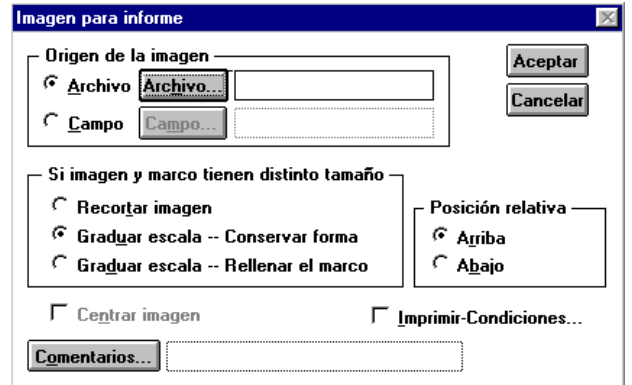 Imagen para informe
Origen de la imagen
Aceptar
Archivo Archivo...
Cancelar
Campo Campo...
Si imagen y marco tienen distinto tamaño
Recortar imagen
Posición relativa
Graduar escala -- Conservar forma
Arriba
Graduar escala -- Rellenar el marco
Abajo
Centrar imagen
Imprimir-Condiciones...
Comentarios...